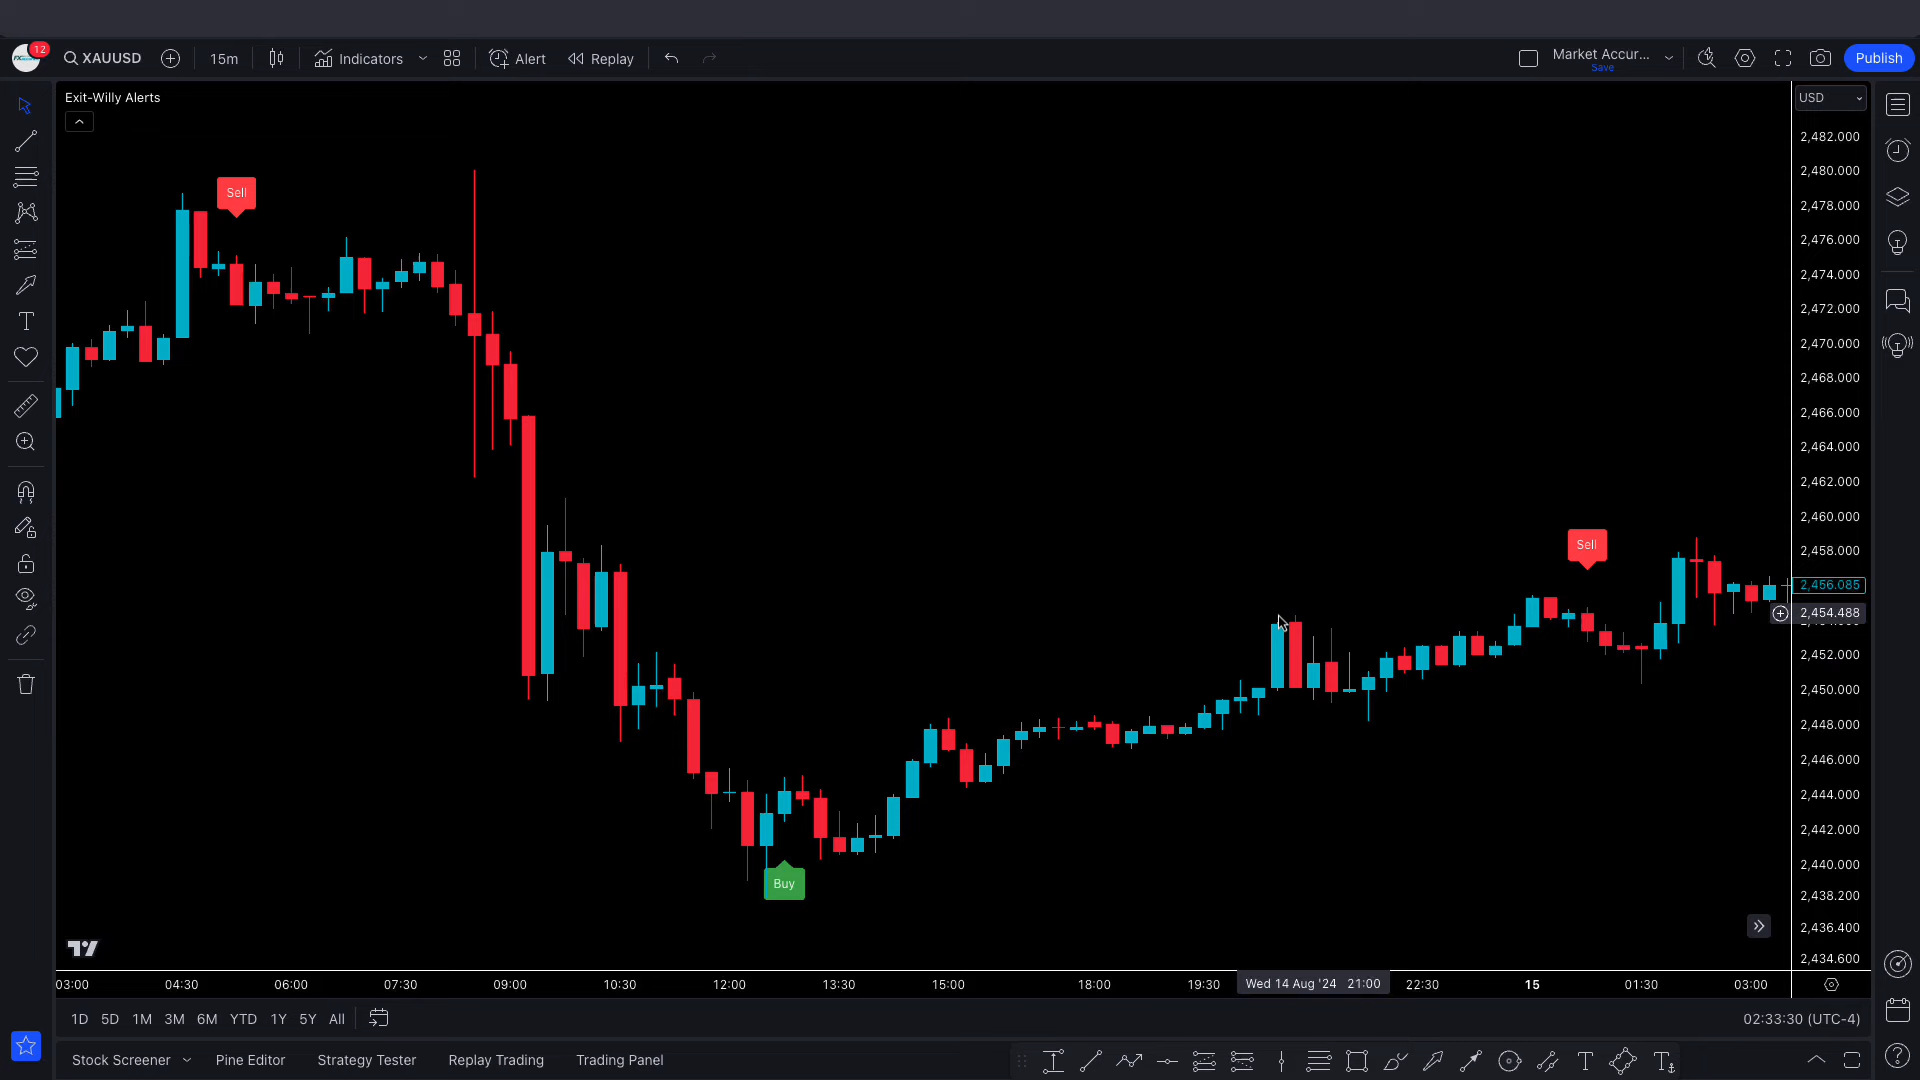 12
XAUUSD
15m
Indicators
Alert
Replay
Market Accur...
Save
Publish
Exit-Willy Alerts
USD
2,482.000
2,480.000
2,478.000
2,476.000
2,474.000
2,472.000
2,470.000
2,468.000
2,466.000
2,464.000
2,462.000
2,460.000
2,458.000
2,456.085
2,454.488
2,452.000
2,450.000
2,448.000
2,446.000
2,444.000
2,442.000
2,440.000
2,438.200
2,436.400
2,434.600
Sell
Sell
Buy
03:00 04:30 06:00 07:30 09:00 10:30 12:00 13:30 15:00 18:00 19:30 Wed 14 Aug '24 21:00 22:30 15 01:30 03:00
1D 5D 1M 3M 6M YTD 1Y 5Y All
02:33:30 (UTC-4)
Stock Screener Pine Editor Strategy Tester Replay Trading Trading Panel